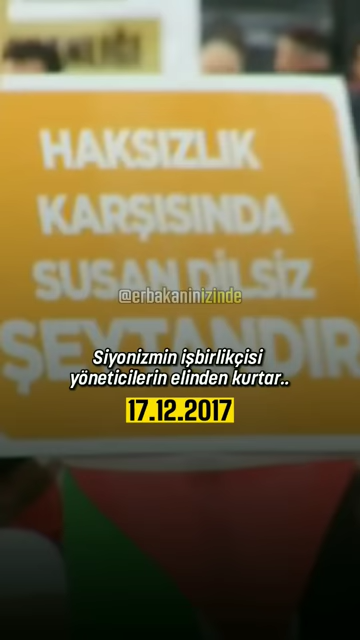 HAKSIZLIK
KARŞISINDA
SUSAN DİLSİZ
@erbakaninizinde
ŞEYTANDIR
Siyonizmin işbirlikçisi
yöneticilerin elinden kurtar..
17.12.2017